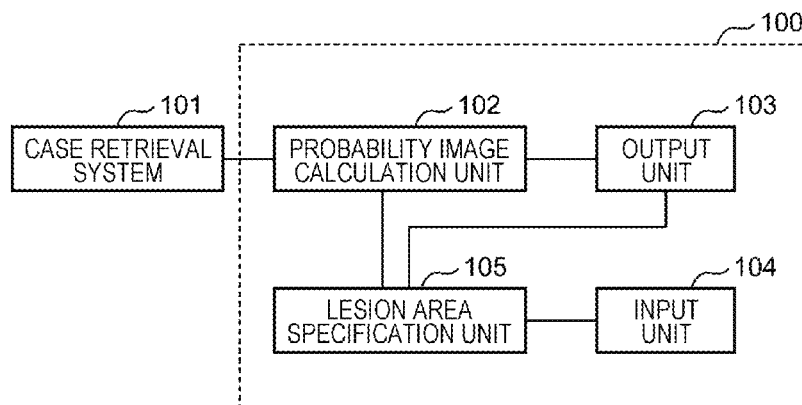 100
101
102
103
CASE RETRIEVAL
SYSTEM
PROBABILITY IMAGE
CALCULATION UNIT
OUTPUT
UNIT
105
104
LESION AREA
SPECIFICATION UNIT
INPUT
UNIT